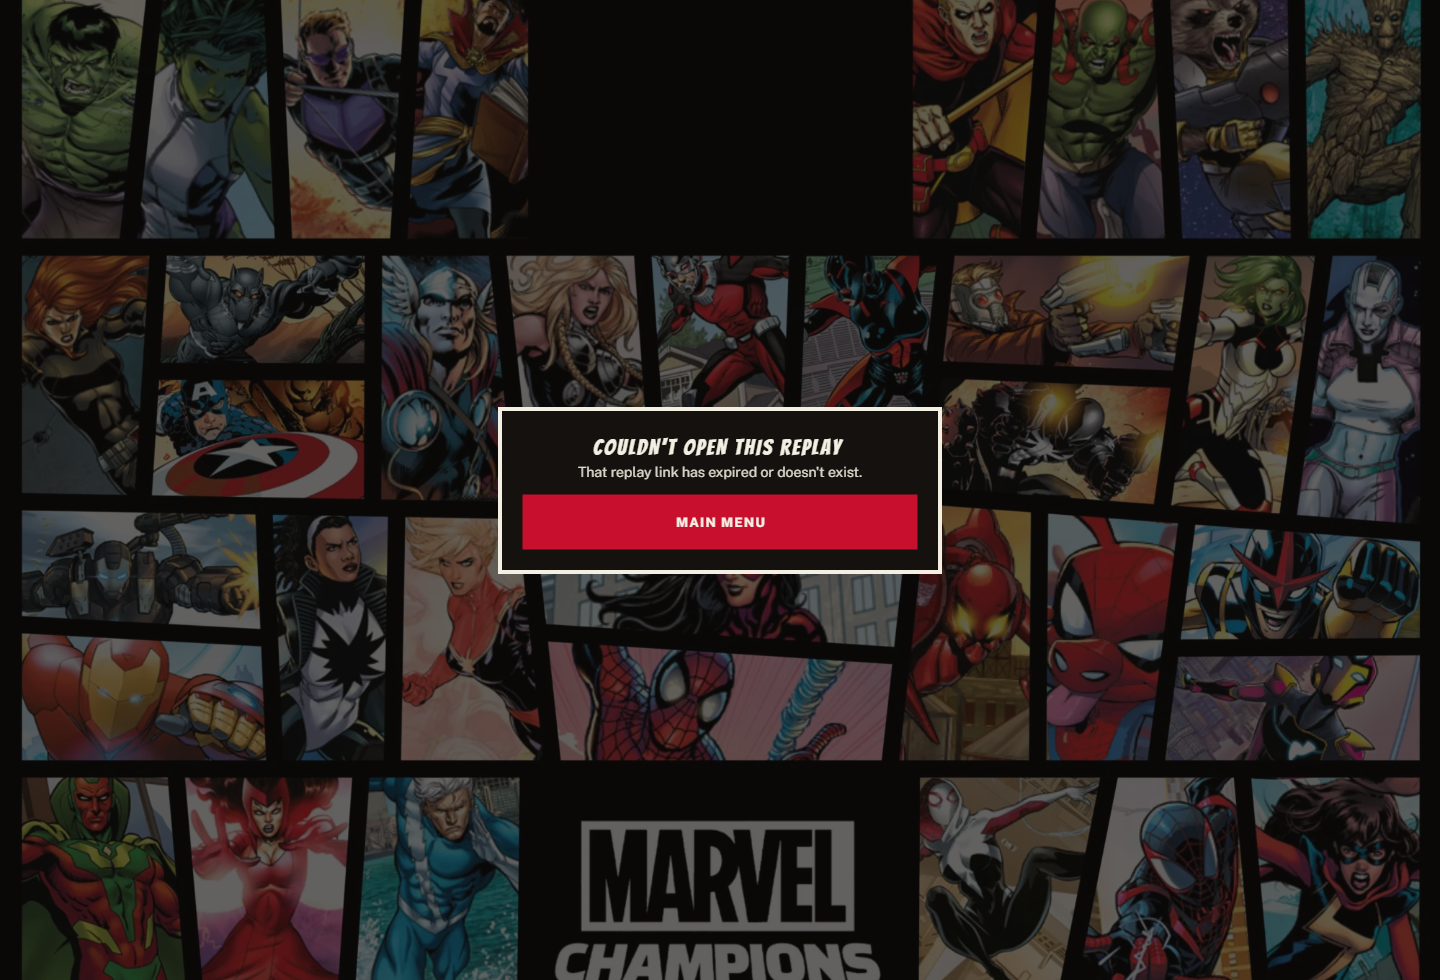 COULDN'T OPEN THIS REPLAY
That replay link has expired or doesn't exist.
MAIN MENU
MARVEL
CHAMPIONS